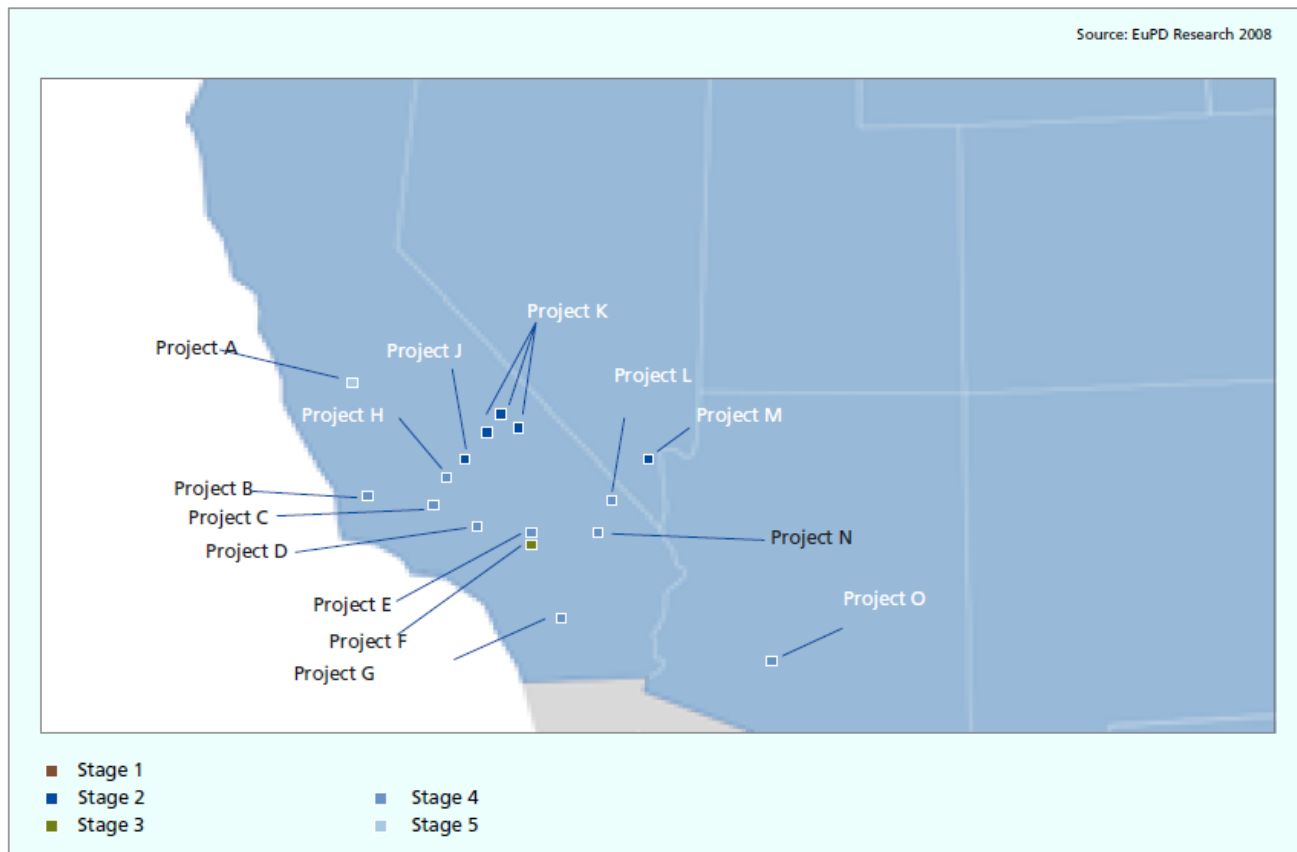 Source: EuPD Research 2008
Project K
Project A
Project J
Project L
Project H
Project M
Project B
Project C
Project N
Project D
Project O
Project E
Project F
Project G
Stage 1
Stage 2
Stage 4
Stage 3
Stage 5